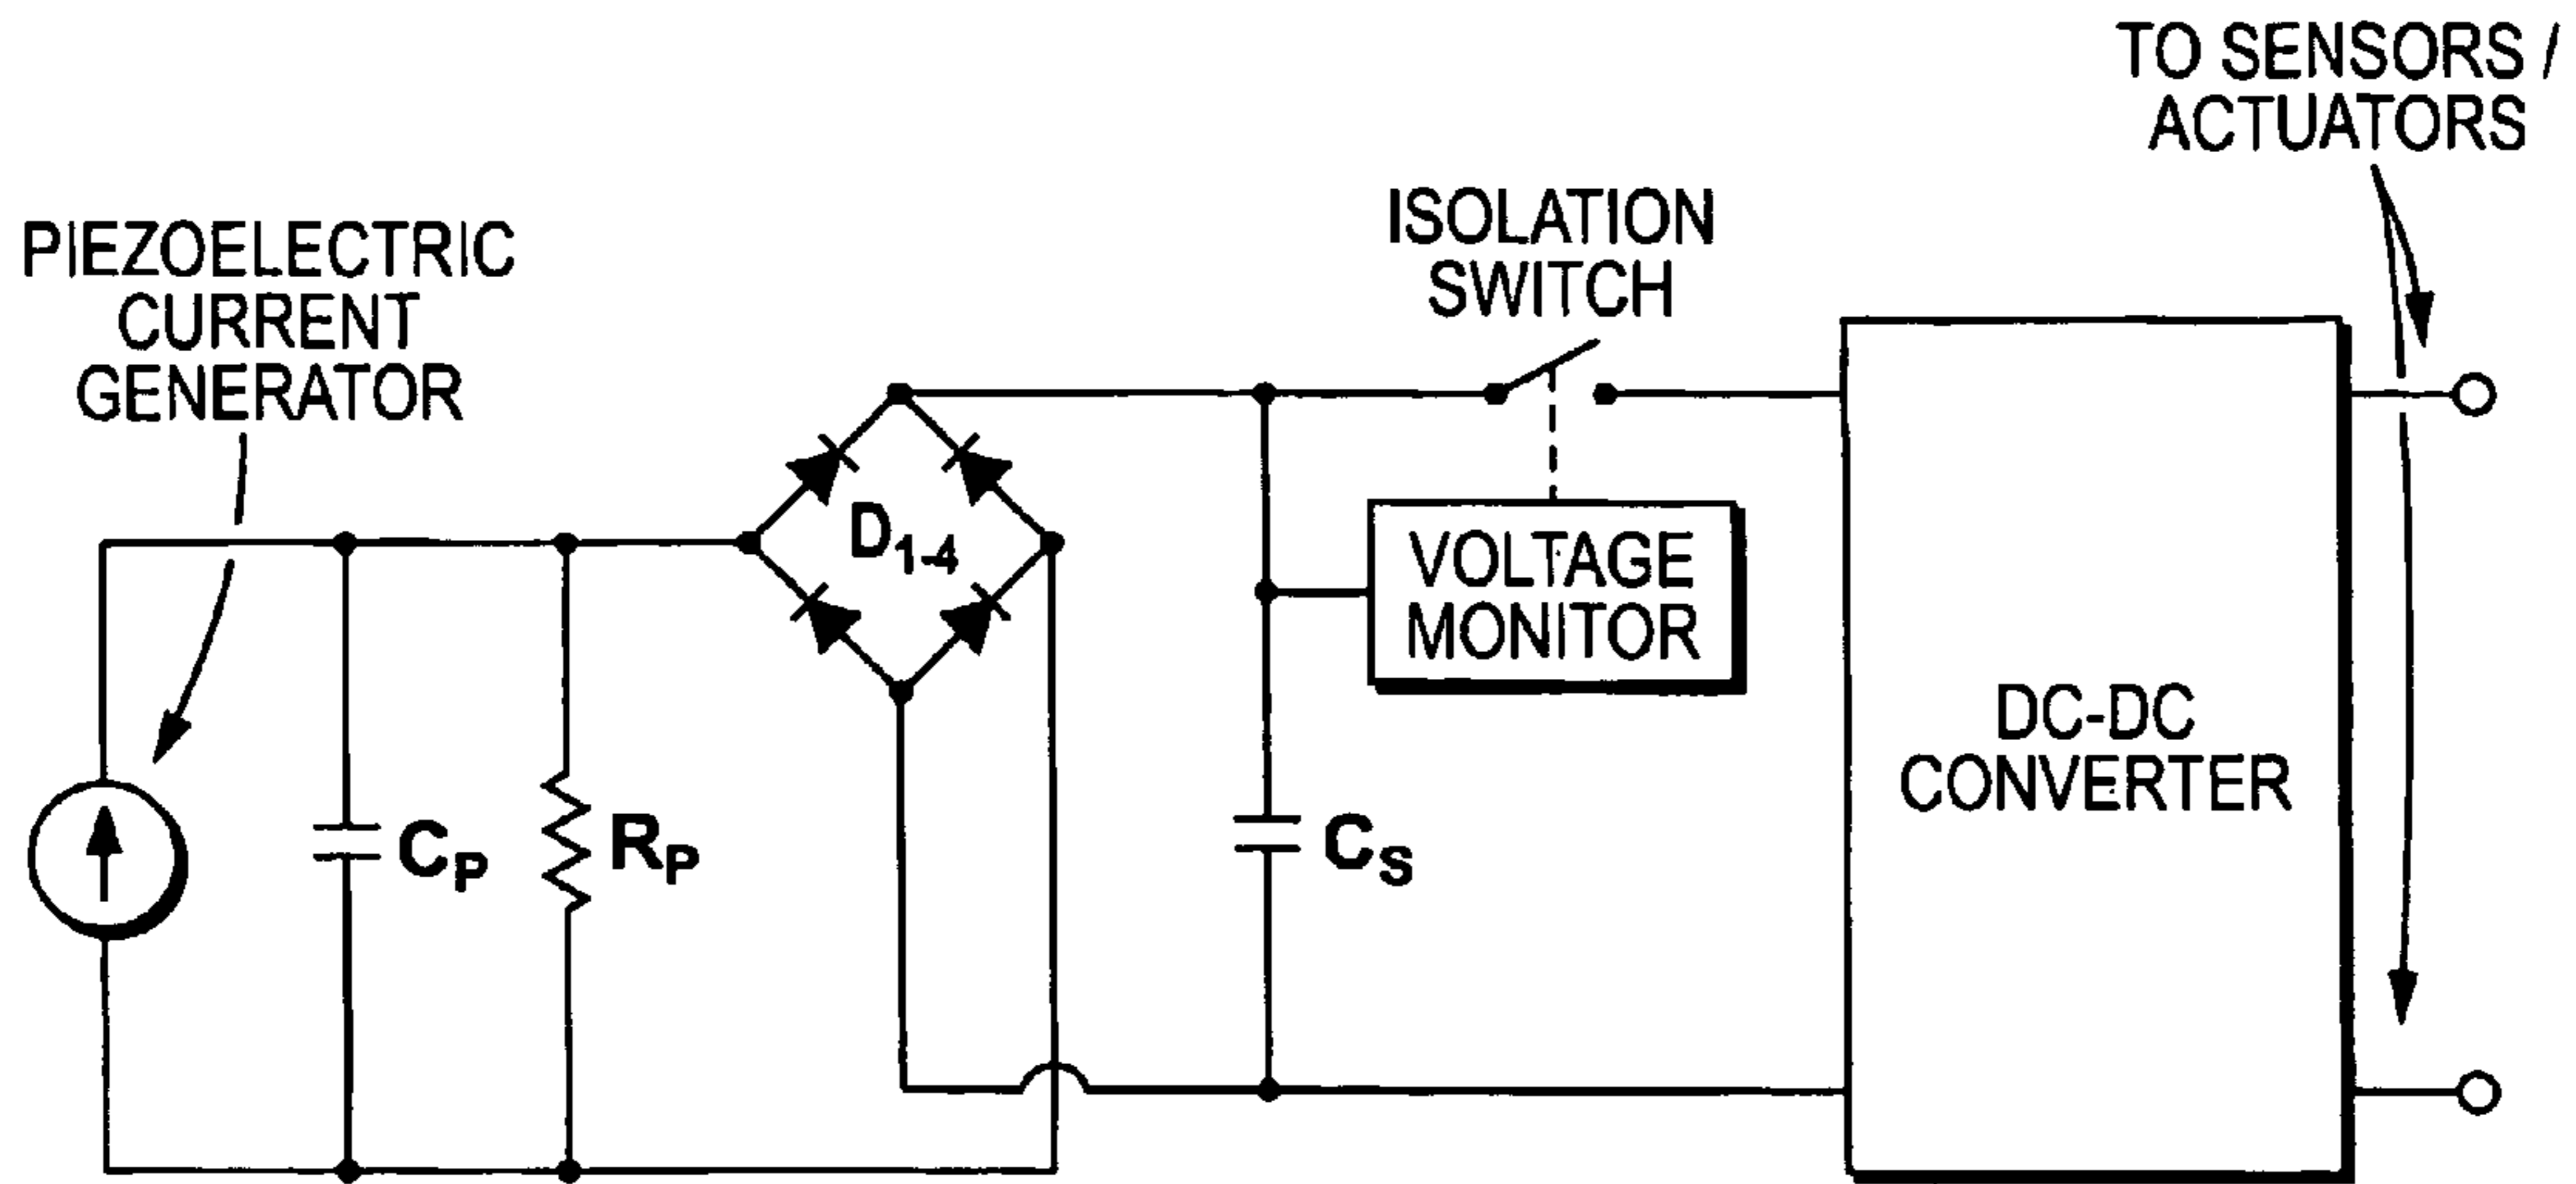 TO SENSORS /
ACTUATORS
ISOLATION
SWITCH
PIEZOELECTRIC
CURRENT
GENERATOR
D1-4
VOLTAGE
MONITOR
DC-DC
CONVERTER
CP
RP
CS